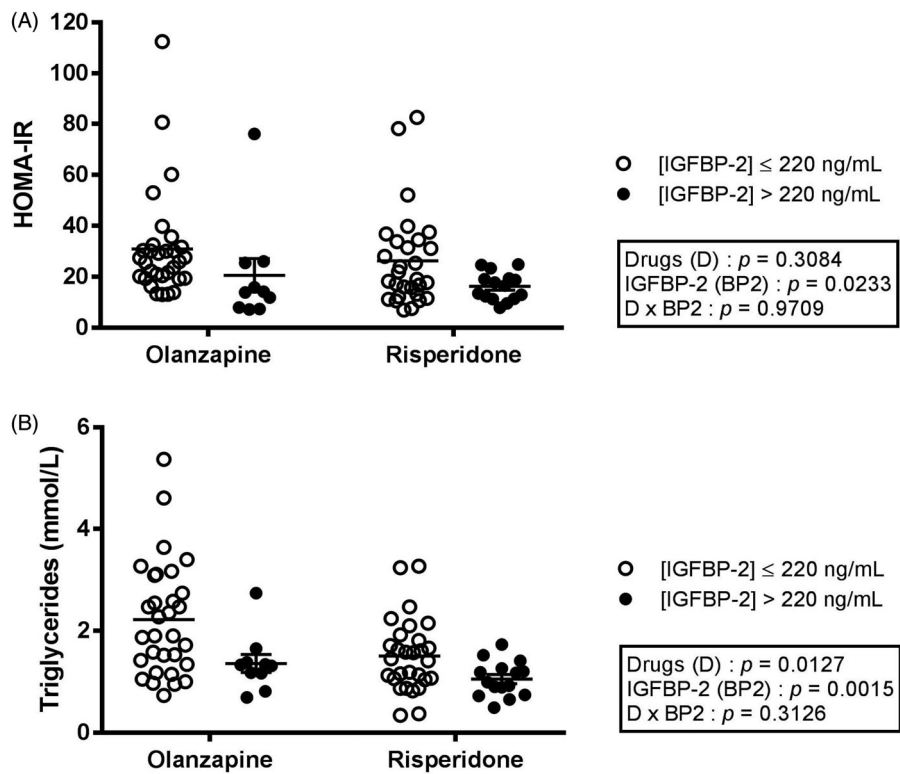 (A)
120
100
80
60
40
20
0
HOMA-IR
Olanzapine
Risperidone
[IGFBP-2] ≤ 220 ng/mL
[IGFBP-2] > 220 ng/mL
Drugs (D) : p = 0.3084
IGFBP-2 (BP2) : p = 0.0233
D x BP2 : p = 0.9709
(B)
6
4
2
0
Triglycerides (mmol/L)
Olanzapine
Risperidone
[IGFBP-2] ≤ 220 ng/mL
[IGFBP-2] > 220 ng/mL
Drugs (D) : p = 0.0127
IGFBP-2 (BP2) : p = 0.0015
D x BP2 : p = 0.3126